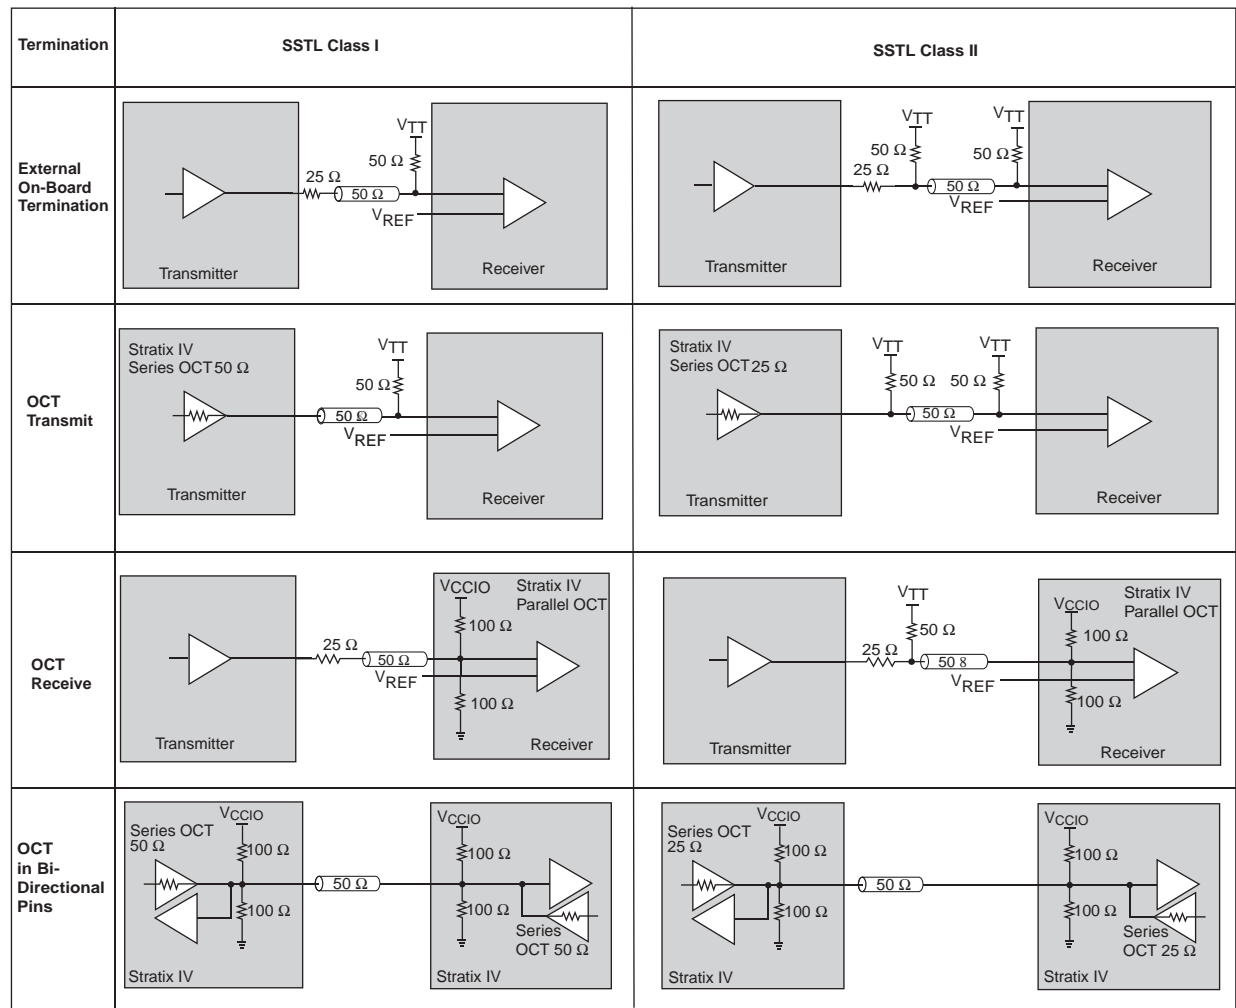 Termination
SSTL Class I
SSTL Class II
External
On-Board
Termination
VTT
50 Ω
25 Ω
50 Ω
VREF
Transmitter
Receiver
VTT
VTT
50 Ω
50 Ω
25 Ω
50 Ω
VREF
Transmitter
Receiver
OCT
Transmit
Stratix IV
Series OCT 50 Ω
VTT
50 Ω
50 Ω
VREF
Transmitter
Receiver
Stratix IV
Series OCT 25 Ω
VTT
VTT
50 Ω
50 Ω
50 Ω
VREF
Transmitter
Receiver
OCT
Receive
VCCIO
Stratix IV
Parallel OCT
100 Ω
25 Ω
50 Ω
VREF
100 Ω
Transmitter
Receiver
VTT
50 Ω
25 Ω
50 8
VREF
VCCIO
Stratix IV
Parallel OCT
100 Ω
100 Ω
Transmitter
Receiver
OCT
in Bi-
Directional
Pins
Series OCT
50 Ω
VCCIO
100 Ω
100 Ω
Stratix IV
50 Ω
VCCIO
100 Ω
100 Ω
Series
OCT 50 Ω
Stratix IV
Series OCT
25 Ω
VCCIO
100 Ω
100 Ω
Stratix IV
50 Ω
VCCIO
100 Ω
100 Ω
Series
OCT 25 Ω
Stratix IV